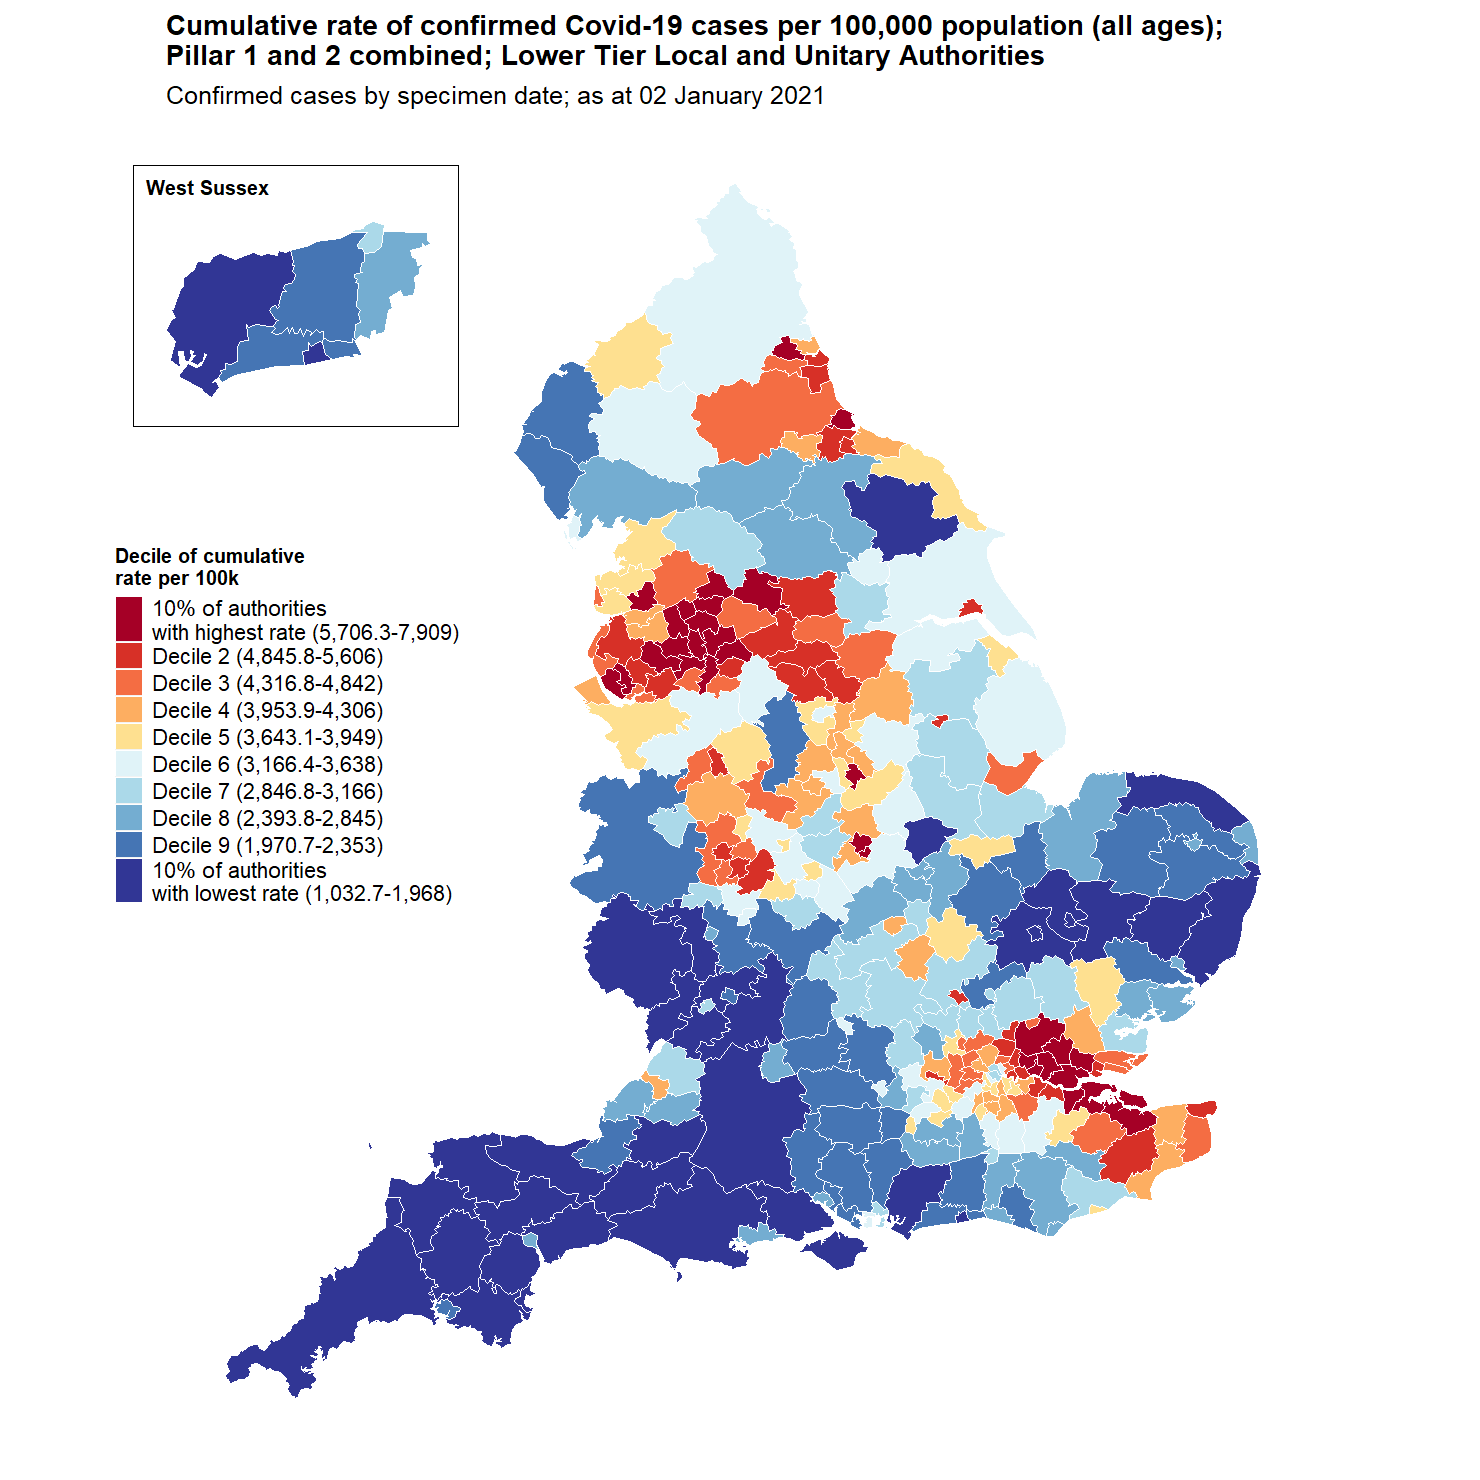 Cumulative rate of confirmed Covid-19 cases per 100,000 population (all ages);
Pillar 1 and 2 combined; Lower Tier Local and Unitary Authorities
Confirmed cases by specimen date; as at 02 January 2021
West Sussex
Decile of cumulative
rate per 100k
10% of authorities
with highest rate (5,706.3-7,909)
Decile 2 (4,845.8-5,606)
Decile 3 (4,316.8-4,842)
Decile 4 (3,953.9-4,306)
Decile 5 (3,643.1-3,949)
Decile 6 (3,166.4-3,638)
Decile 7 (2,846.8-3,166)
Decile 8 (2,393.8-2,845)
Decile 9 (1,970.7-2,353)
10% of authorities
with lowest rate (1,032.7-1,968)